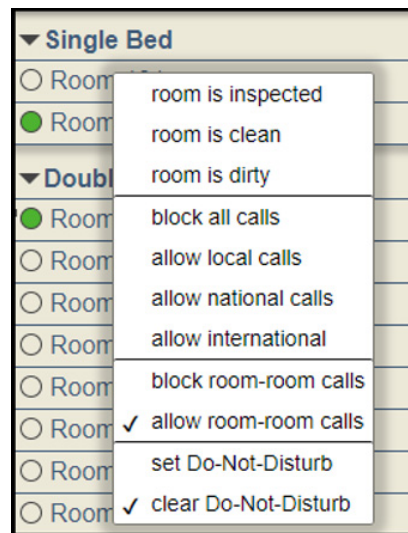 Single Bed
Room
Room
room is inspected
room is clean
room is dirty
block all calls
allow local calls
allow national calls
allow international
block room-room calls
allow room-room calls
set Do-Not-Disturb
clear Do-Not-Disturb
Doubl
Room
Room
Room
Room
Room
Room
Room
Room